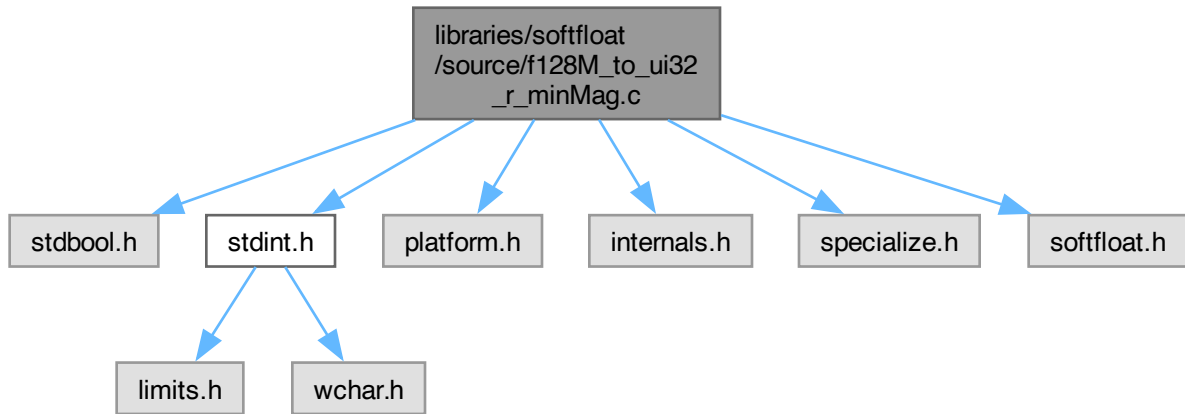 libraries/softfloat
/source/f128M_to_ui32
_r_minMag.c
stdbool.h
stdint.h
platform.h
internals.h
specialize.h
softfloat.h
limits.h
wchar.h